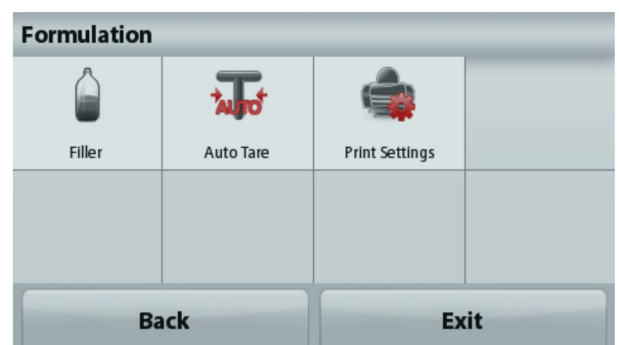 Formulation
AUTO
Filler
Auto Tare
Print Settings
Back
Exit